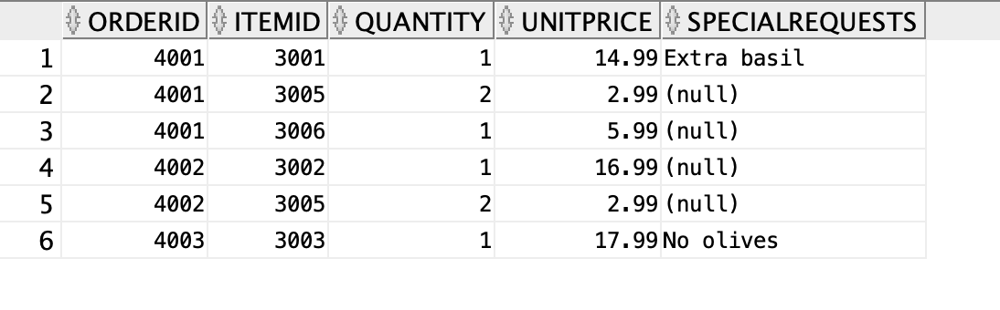 ORDERID ITEMID QUANTITY UNITPRICE SPECIALREQUESTS
1 4001 3001 1 14.99 Extra basil
2 4001 3005 2 2.99 (null)
3 4001 3006 1 5.99 (null)
4 4002 3002 1 16.99 (null)
5 4002 3005 2 2.99 (null)
6 4003 3003 1 17.99 No olives